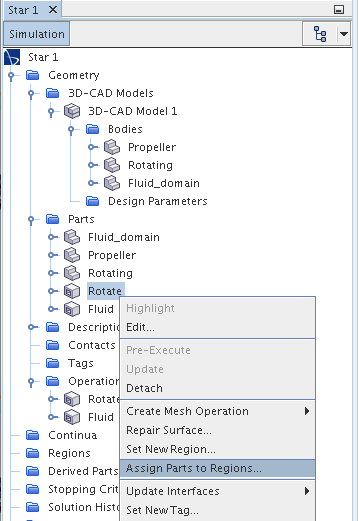 Star 1
Simulation
Star 1
Geometry
3D-CAD Models
3D-CAD Model 1
Bodies
Propeller
Rotating
Fluid_domain
Design Parameters
Parts
Fluid_domain
Propeller
Rotating
Rotate
Fluid
Descriptio
Contacts
Tags
Operation
Rotate
Fluid
Continua
Regions
Derived Parts
Stopping Crit
Solution Histo
Highlight
Edit...
Pre-Execute
Update
Detach
Create Mesh Operation
Repair Surface...
Set New Region...
Assign Parts to Regions...
Update Interfaces
Set New Tag...